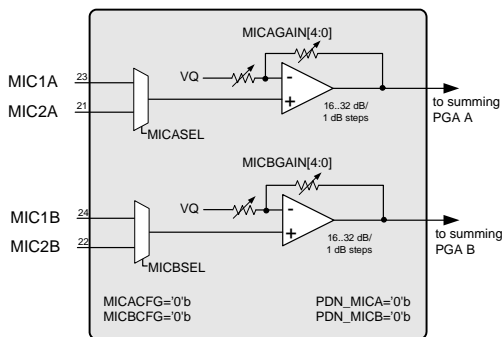 MICAGAIN[4:0]
VQ
-
+
MIC1A 23
MIC2A 21
MICASEL
16..32 dB/
1 dB steps
to summing
PGA A
MICBGAIN[4:0]
VQ
-
+
MIC1B 24
MIC2B 22
MICBSEL
16..32 dB/
1 dB steps
to summing
PGA B
MICACFG='0'b
MICBCFG='0'b
PDN_MICA='0'b
PDN_MICB='0'b